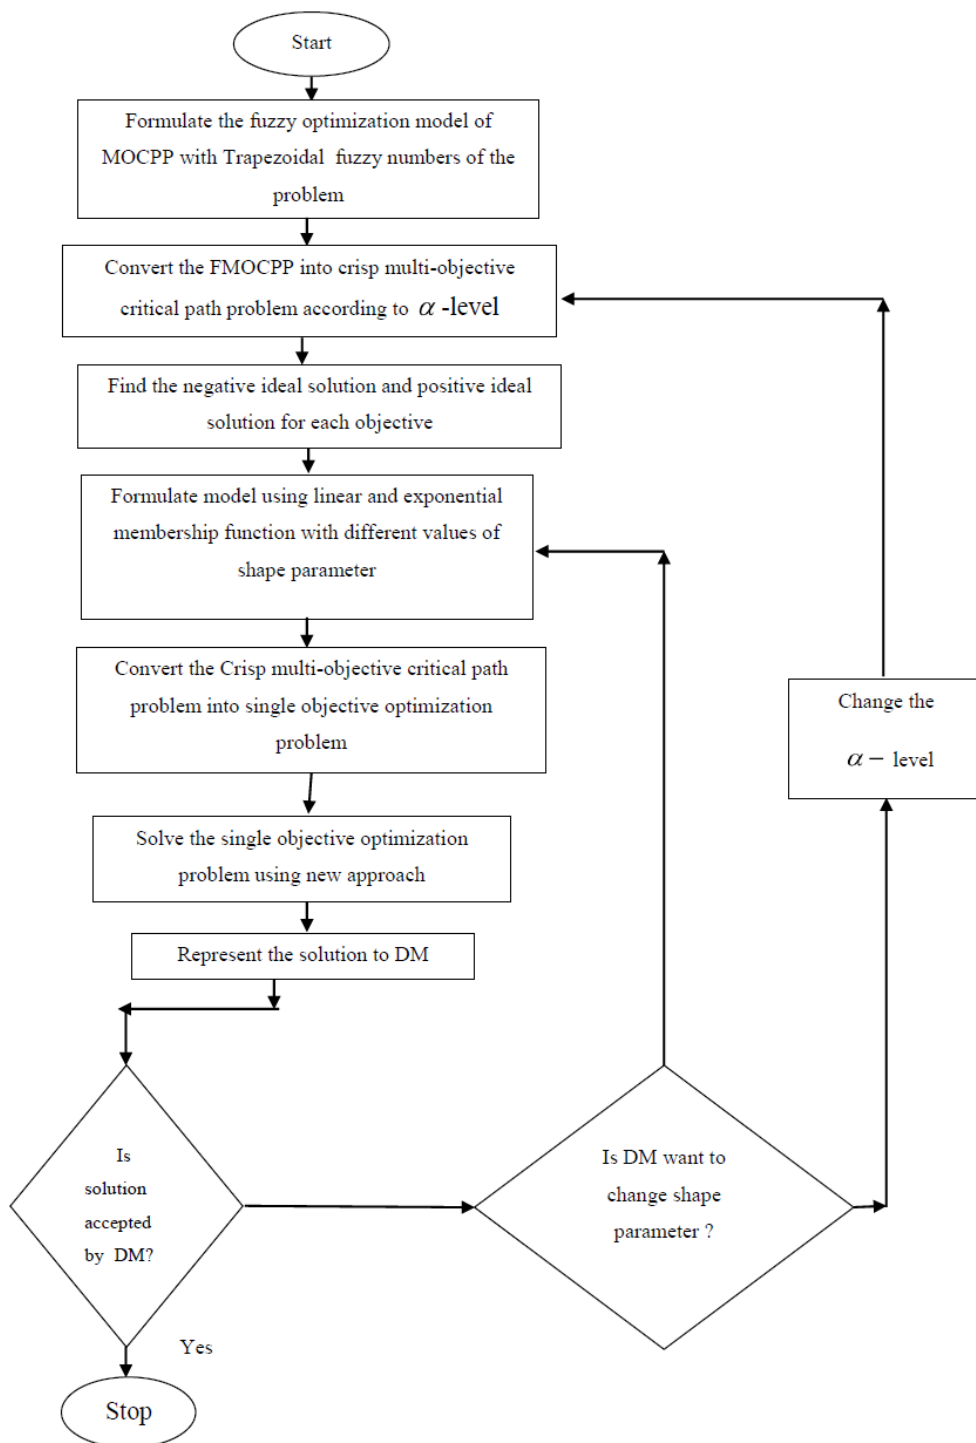 Start
Formulate the fuzzy optimization model of
MOCPP with Trapezoidal fuzzy numbers of the
problem
Convert the FMOCPP into crisp multi-objective
critical path problem according to α -level
Find the negative ideal solution and positive ideal
solution for each objective
Formulate model using linear and exponential
membership function with different values of
shape parameter
Convert the Crisp multi-objective critical path
problem into single objective optimization
problem
Change the
α − level
Solve the single objective optimization
problem using new approach
Represent the solution to DM
Is
solution
accepted
by DM?
Is DM want to
change shape
parameter ?
Yes
Stop